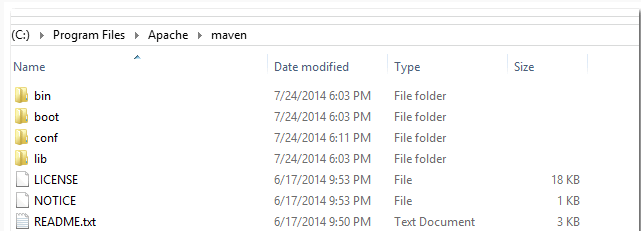 (C:) Program Files Apache maven
Name Date modified Type Size
bin 7/24/2014 6:03 PM File folder
boot 7/24/2014 6:03 PM File folder
conf 7/24/2014 6:11 PM File folder
lib 7/24/2014 6:03 PM File folder
LICENSE 6/17/2014 9:53 PM File 18 KB
NOTICE 6/17/2014 9:53 PM File 1 KB
README.txt 6/17/2014 9:50 PM Text Document 3 KB